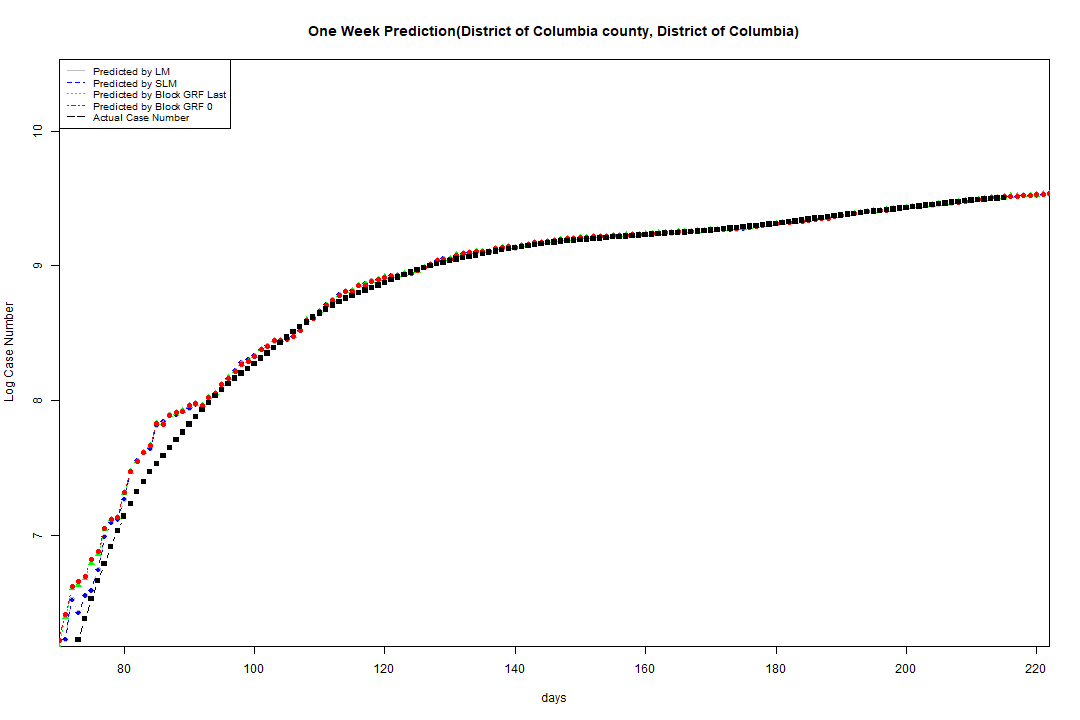 One Week Prediction(District of Columbia county, District of Columbia)
Predicted by LM
Predicted by SLM
Predicted by Block GRF Last
Predicted by Block GRF 0
Actual Case Number
10
9
8
7
Log Case Number
80 100 120 140 160 180 200 220
days